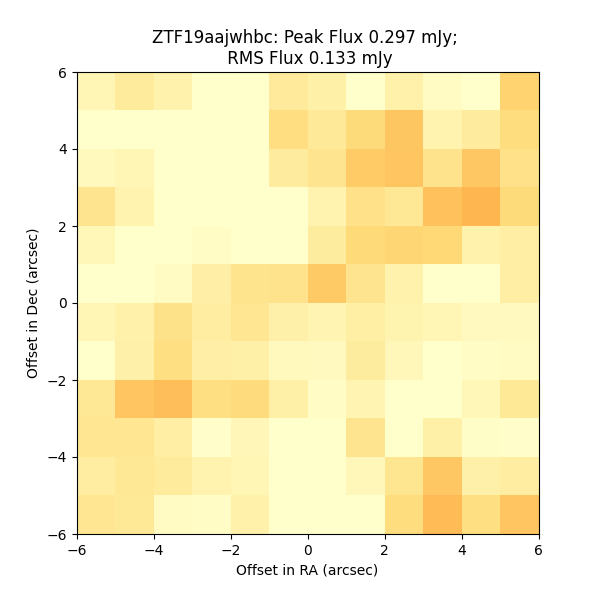 ZTF19aajwhbc: Peak Flux 0.297 mJy;
RMS Flux 0.133 mJy
6
4
2
0
−2
−4
−6
Offset in Dec (arcsec)
−6 −4 −2 0 2 4 6
Offset in RA (arcsec)